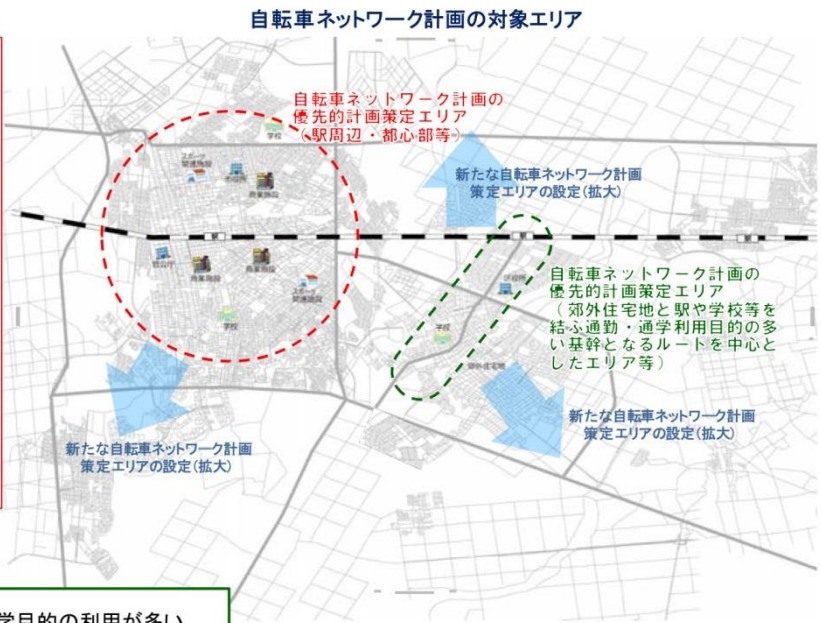 自転車ネットワーク計画の対象エリア
自転車ネットワーク計画の
優先的計画策定エリア
(駅周辺・都心部等)
学校
スポーツ
関連施設
市役所
商業施設
新たな自転車ネットワーク計画
策定エリアの設定(拡大)
駅
駅
駅
官公庁
商業施設
商業施設
スポーツ
関連施設
学校
区役所
学校
郊外住宅地
自転車ネットワーク計画の
優先的計画策定エリア
(郊外住宅地と駅や学校等を
結ぶ通勤・通学利用目的の多
い基幹となるルートを中心と
したエリア等)
新たな自転車ネットワーク計画
策定エリアの設定(拡大)
新たな自転車ネットワーク計画
策定エリアの設定(拡大)
学目的の利用が多い